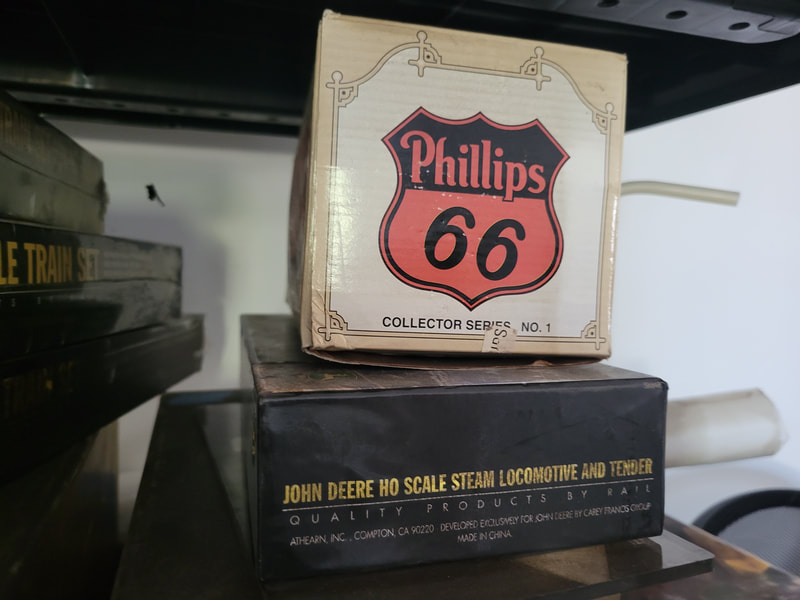 Phillips
66
COLLECTOR SERIES NO. 1
LE TRAIN SET
JOHN DEERE HO SCALE STEAM LOCOMOTIVE AND TENDER
QUALITY PRODUCTS BY RAIL
ATHEARN, INC., COMPTON, CA 90220 DEVELOPED EXCLUSIVELY FOR JOHN DEERE BY CAREY FRANCIS GROUP
MADE IN CHINA.